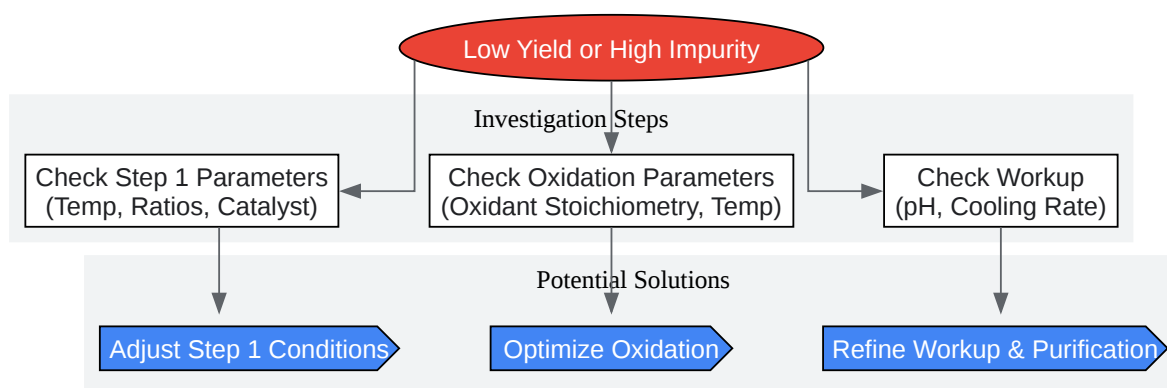 Low Yield or High Impurity
Investigation Steps
Check Step 1 Parameters
(Temp, Ratios, Catalyst)
Check Oxidation Parameters
(Oxidant Stoichiometry, Temp)
Check Workup
(pH, Cooling Rate)
Potential Solutions
Adjust Step 1 Conditions
Optimize Oxidation
Refine Workup & Purification